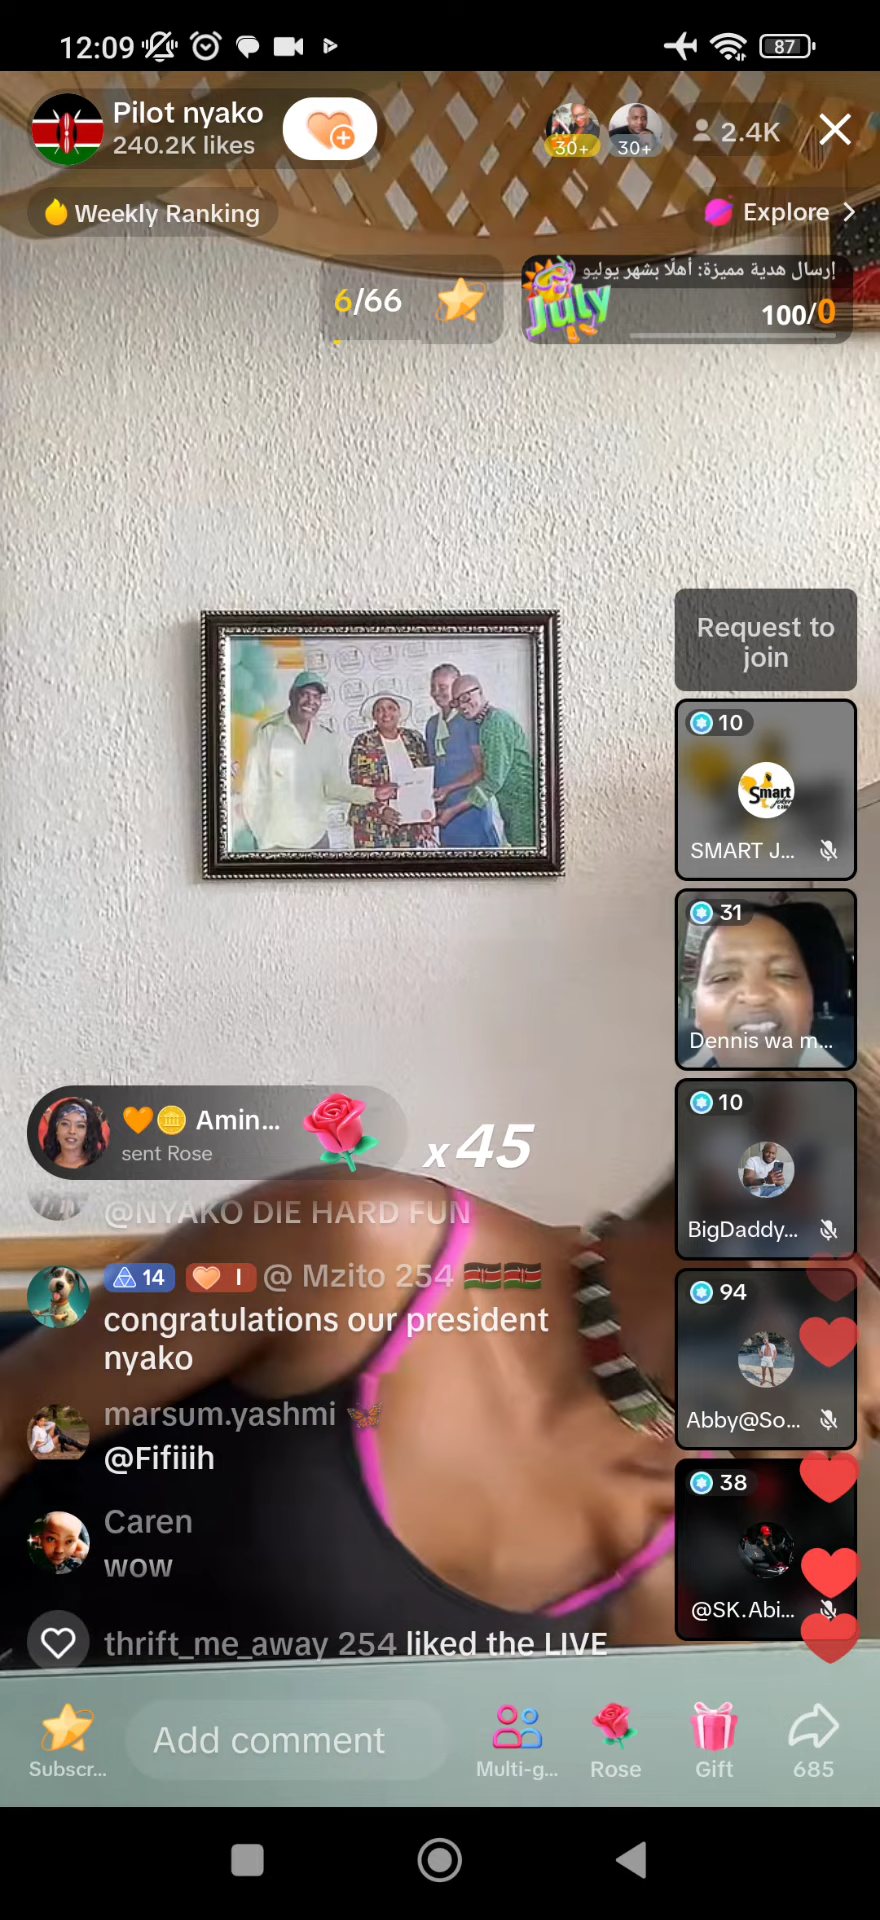 12:09
87
Pilot nyako
240.2K likes
30+
30+
2.4K
Weekly Ranking
Explore
6/66
إرسال هدية مميزة: أهلًا بشهر يوليو
July
100/0
Request to
join
10
Smart
SMART J...
31
Dennis wa m...
10
BigDaddy...
94
Abby@So...
38
@SK.Abi...
Amin...
sent Rose
x45
@NYAKO DIE HARD FUN
14 I @ Mzito 254
congratulations our president
nyako
marsum.yashmi
@Fifiiih
Caren
wow
thrift_me_away 254 liked the LIVE
Subscr...
Add comment
Multi-g...
Rose
Gift
685